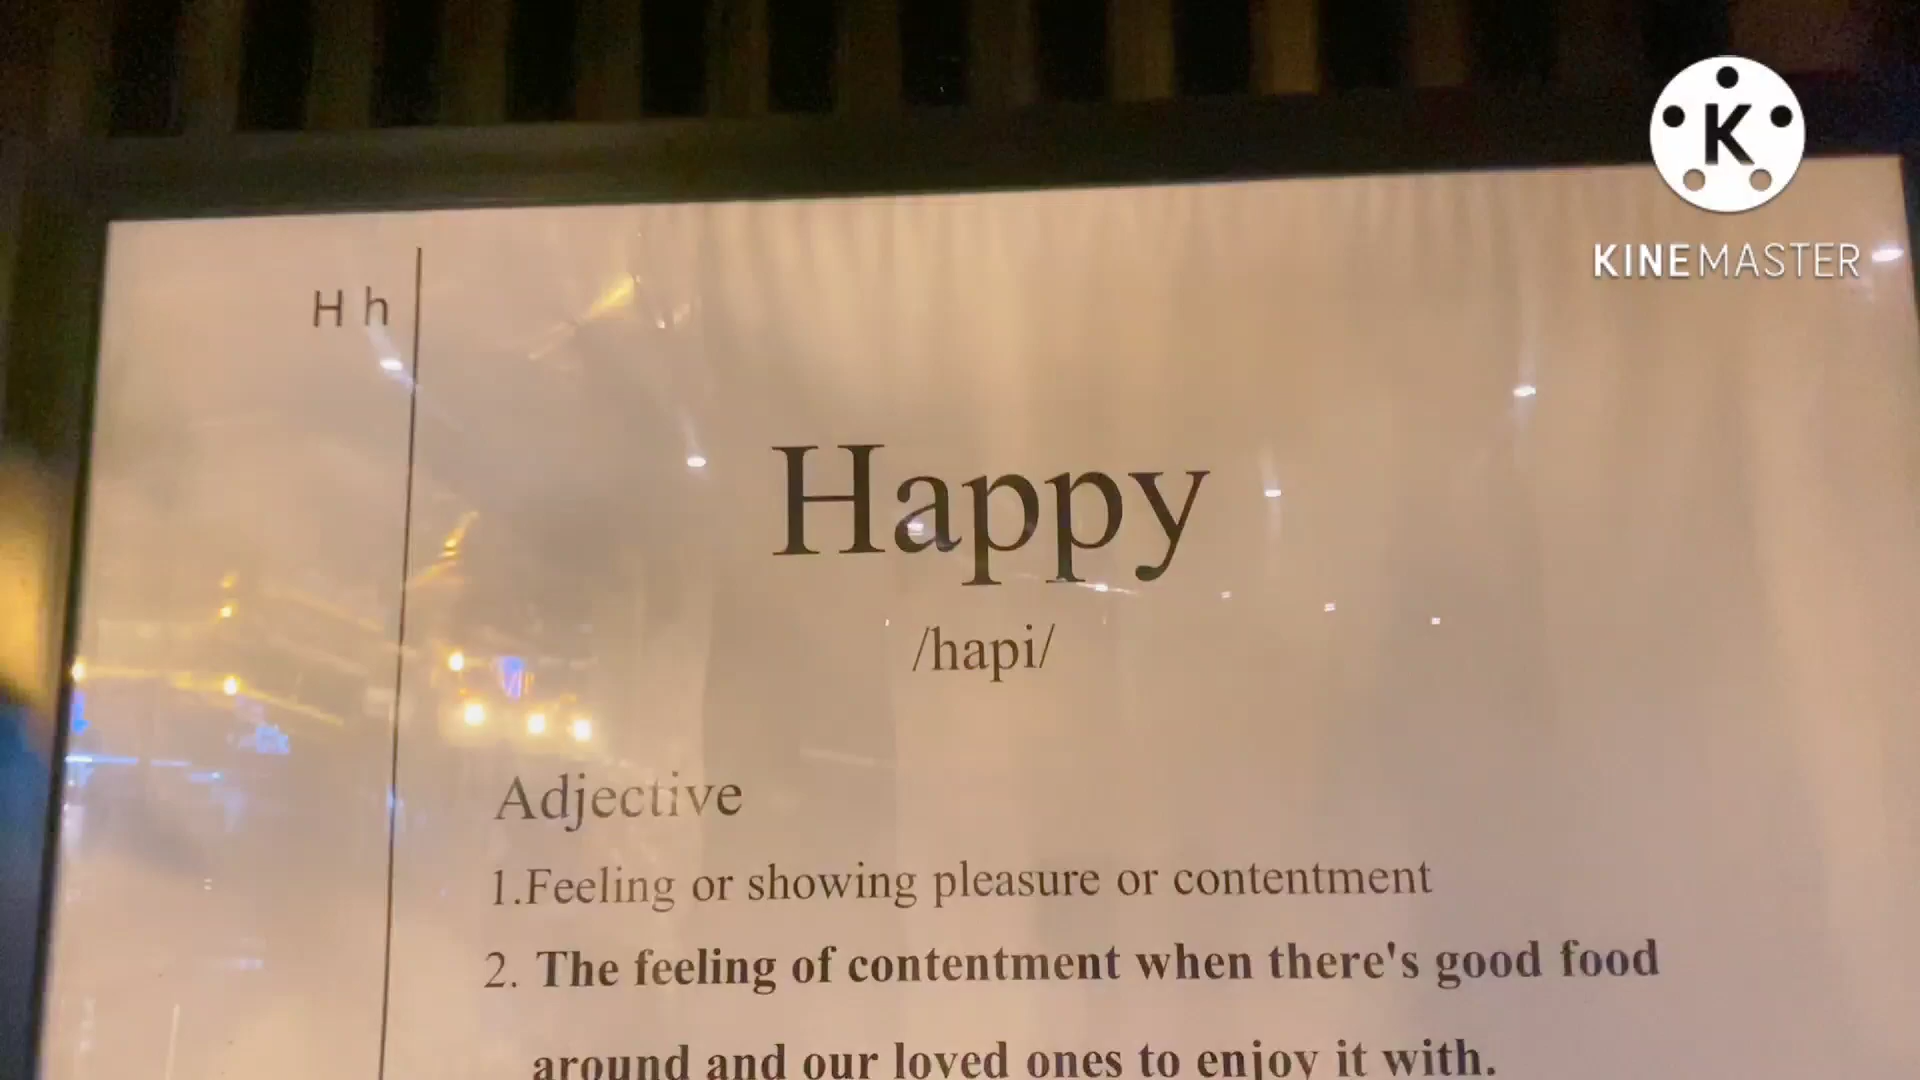 KINEMASTER
H h
Happy
/hapi/
Adjective
1.Feeling or showing pleasure or contentment
2. The feeling of contentment when there's good food
around and our loved ones to enjoy it with.